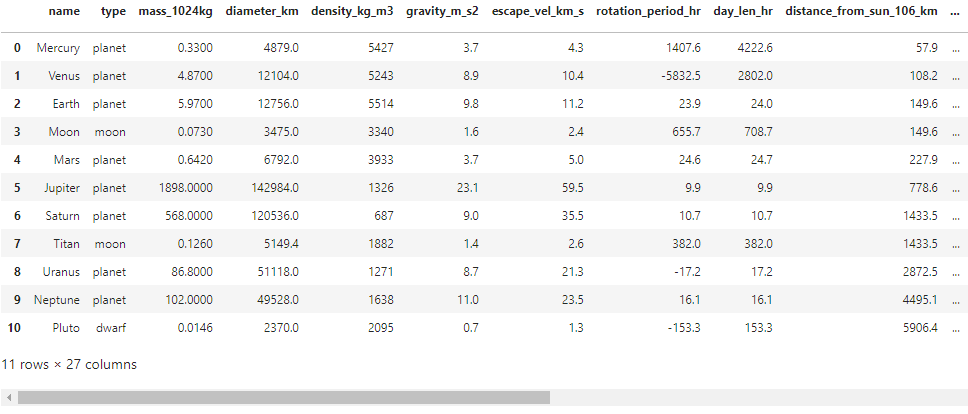 name type mass_1024kg diameter_km density_kg_m3 gravity_m_s2 escape_vel_km_s rotation_period_hr day_len_hr distance_from_sun_106_km ...
0 Mercury planet 0.3300 4879.0 5427 3.7 4.3 1407.6 4222.6 57.9 ...
1 Venus planet 4.8700 12104.0 5243 8.9 10.4 -5832.5 2802.0 108.2 ...
2 Earth planet 5.9700 12756.0 5514 9.8 11.2 23.9 24.0 149.6 ...
3 Moon moon 0.0730 3475.0 3340 1.6 2.4 655.7 708.7 149.6 ...
4 Mars planet 0.6420 6792.0 3933 3.7 5.0 24.6 24.7 227.9 ...
5 Jupiter planet 1898.0000 142984.0 1326 23.1 59.5 9.9 9.9 778.6 ...
6 Saturn planet 568.0000 120536.0 687 9.0 35.5 10.7 10.7 1433.5 ...
7 Titan moon 0.1260 5149.4 1882 1.4 2.6 382.0 382.0 1433.5 ...
8 Uranus planet 86.8000 51118.0 1271 8.7 21.3 -17.2 17.2 2872.5 ...
9 Neptune planet 102.0000 49528.0 1638 11.0 23.5 16.1 16.1 4495.1 ...
10 Pluto dwarf 0.0146 2370.0 2095 0.7 1.3 -153.3 153.3 5906.4 ...
11 rows × 27 columns